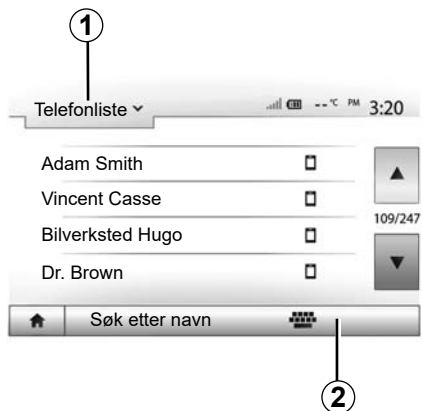 1
Telefonliste
--°C PM 3:20
Adam Smith
Vincent Casse
109/247
Bilverksted Hugo
Dr. Brown
Søk etter navn
2